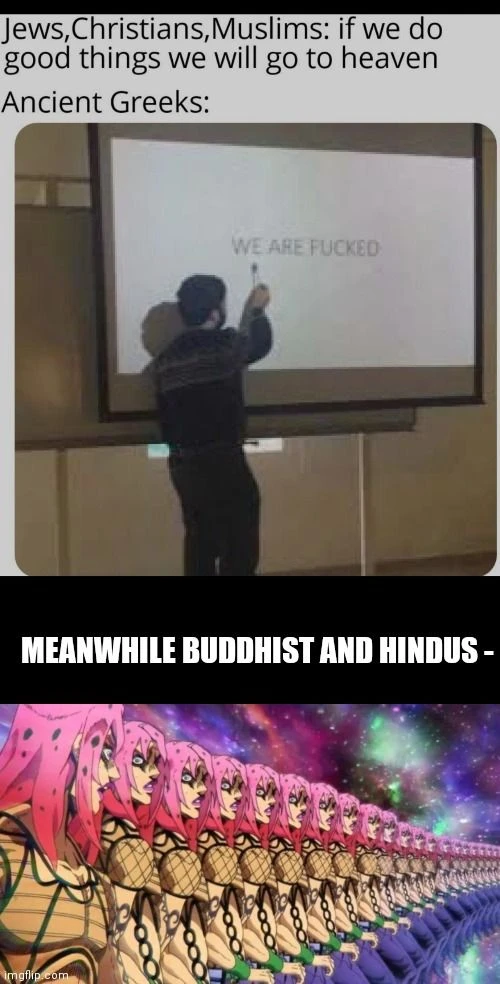 Jews,Christians,Muslims: if we do
good things we will go to heaven
Ancient Greeks:
WE ARE FUCKED
MEANWHILE BUDDHIST AND HINDUS -
imgflip.com